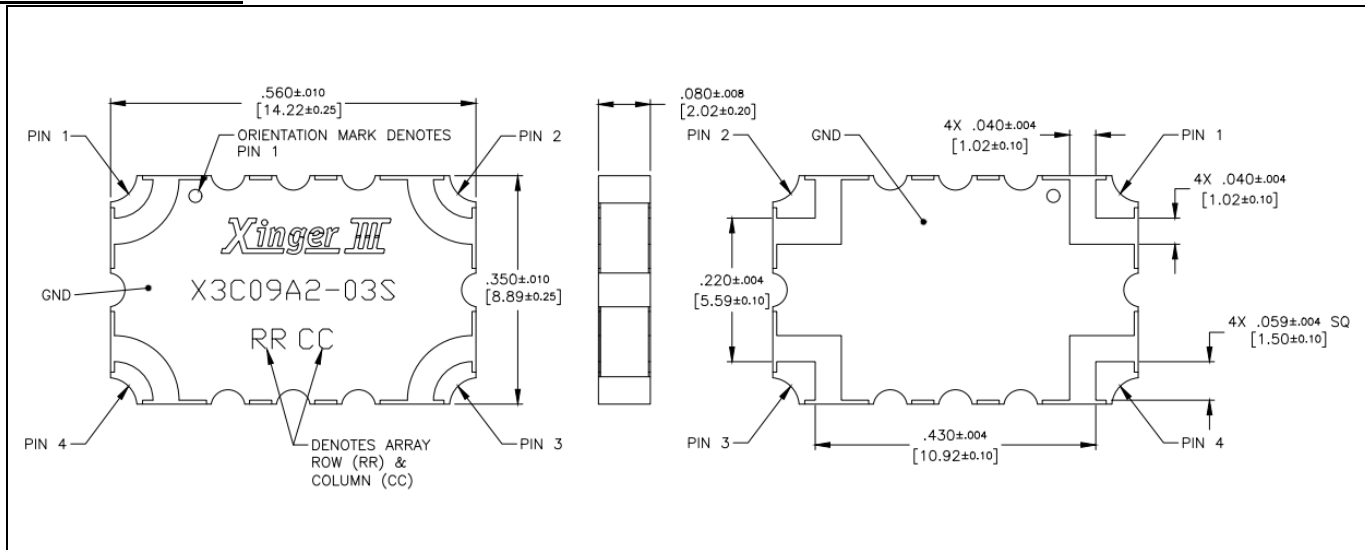 .560±.010
[14.22±0.25]
PIN 1
ORIENTATION MARK DENOTES
PIN 1
PIN 2
Xinger III
X3C09A2-03S
RR CC
GND
.350±.010
[8.89±0.25]
PIN 4
DENOTES ARRAY
ROW (RR) &
COLUMN (CC)
PIN 3
.080±.008
[2.02±0.20]
PIN 2
GND
4X .040±.004
[1.02±0.10]
PIN 1
4X .040±.004
[1.02±0.10]
.220±.004
[5.59±0.10]
4X .059±.004 SQ
[1.50±0.10]
PIN 3
.430±.004
[10.92±0.10]
PIN 4